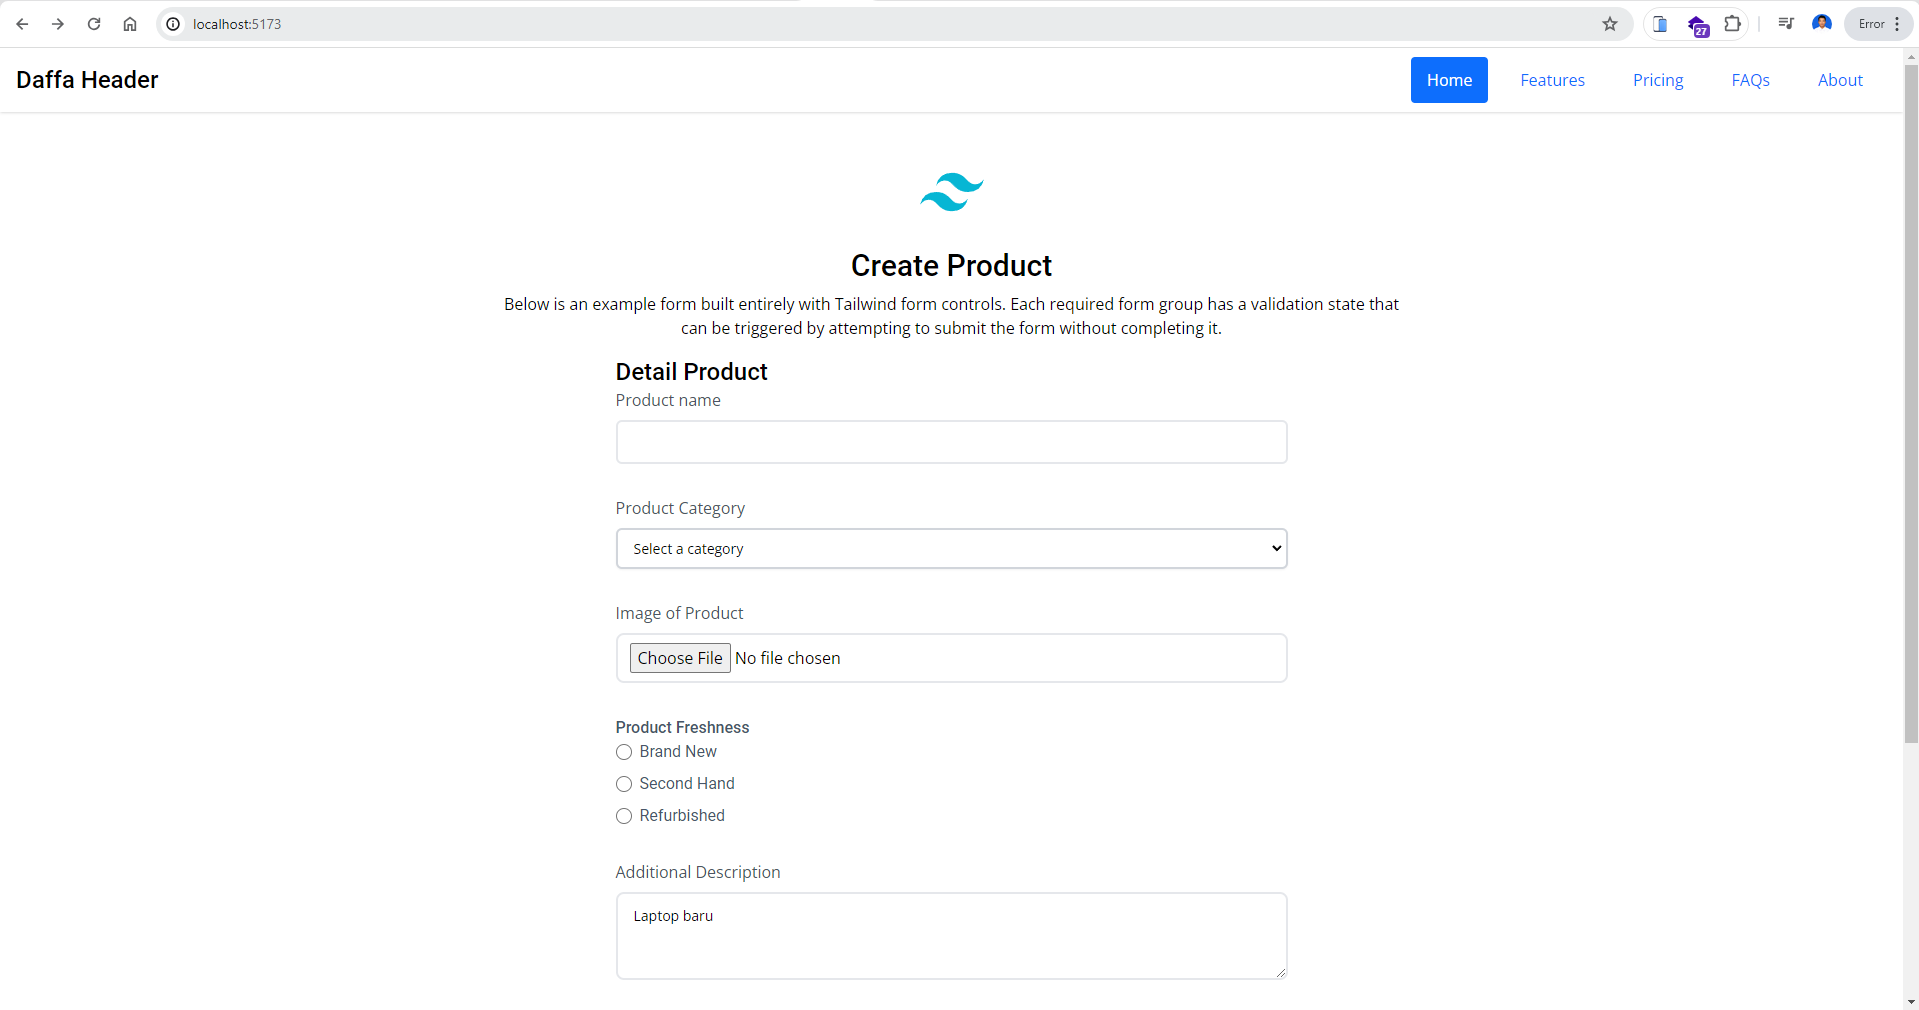 localhost:5173
27
Error
Daffa Header
Home
Features
Pricing
FAQs
About
Create Product
Below is an example form built entirely with Tailwind form controls. Each required form group has a validation state that
can be triggered by attempting to submit the form without completing it.
Detail Product
Product name
Product Category
Select a category
Image of Product
Choose File No file chosen
Product Freshness
Brand New
Second Hand
Refurbished
Additional Description
Laptop baru